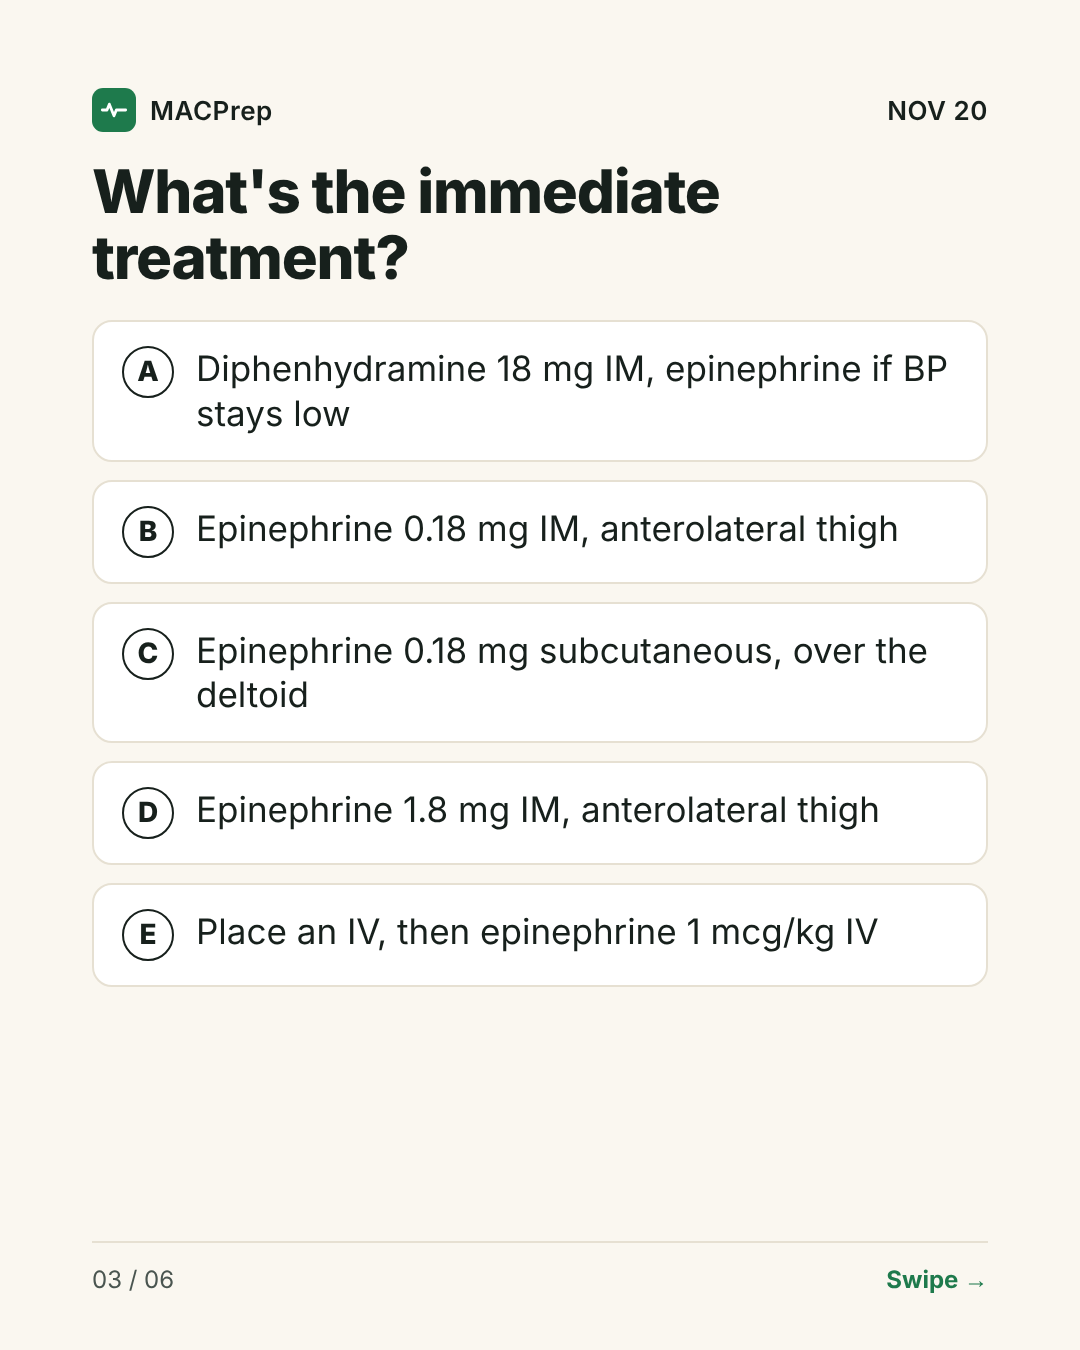 MACPrep
NOV 20
What's the immediate
treatment?
A
Diphenhydramine 18 mg IM, epinephrine if BP
stays low
B
Epinephrine 0.18 mg IM, anterolateral thigh
C
Epinephrine 0.18 mg subcutaneous, over the
deltoid
D
Epinephrine 1.8 mg IM, anterolateral thigh
E
Place an IV, then epinephrine 1 mcg/kg IV
03 / 06
Swipe →